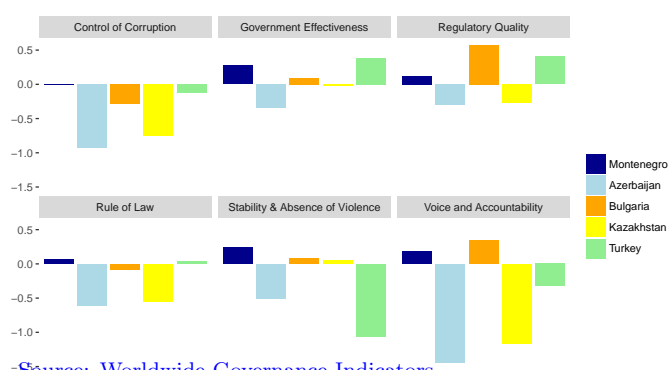 Control of Corruption Government Effectiveness Regulatory Quality
0.5
0.0
−0.5
−1.0
−1.5
Rule of Law Stability & Absence of Violence Voice and Accountability
0.5
0.0
−0.5
−1.0
Montenegro
Azerbaijan
Bulgaria
Kazakhstan
Turkey
Source: Worldwide Governance Indicators